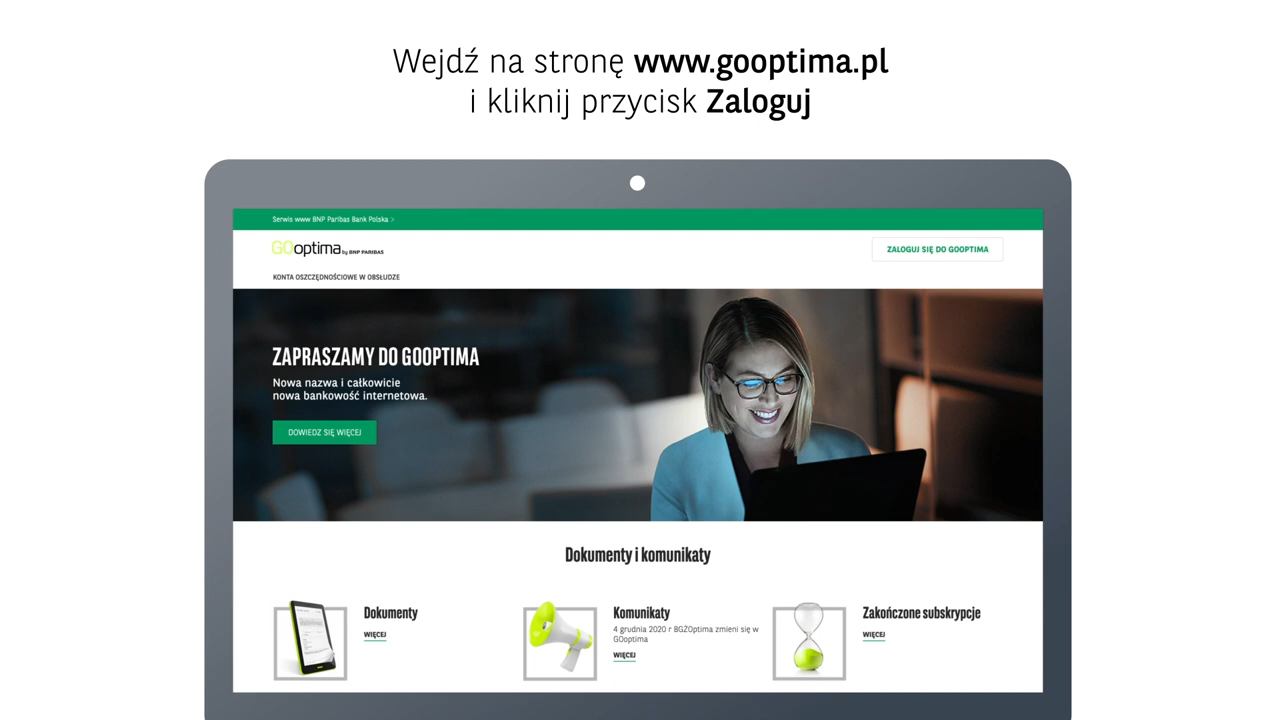 Wejdź na stronę www.gooptima.pl
i kliknij przycisk Zaloguj
Serwis www BNP Paribas Bank Polska >
GOoptima by BNP PARIBAS
ZALOGUJ SIĘ DO GOOPTIMA
KONTA OSZCZĘDNOŚCIOWE W OBSŁUDZE
ZAPRASZAMY DO GOOPTIMA
Nowa nazwa i całkowicie
nowa bankowość internetowa.
DOWIEDZ SIĘ WIĘCEJ
Dokumenty i komunikaty
Dokumenty
WIĘCEJ
Komunikaty
4 grudnia 2020 r BGŻOptima zmieni się w
GOoptima
WIĘCEJ
Zakończone subskrypcje
WIĘCEJ